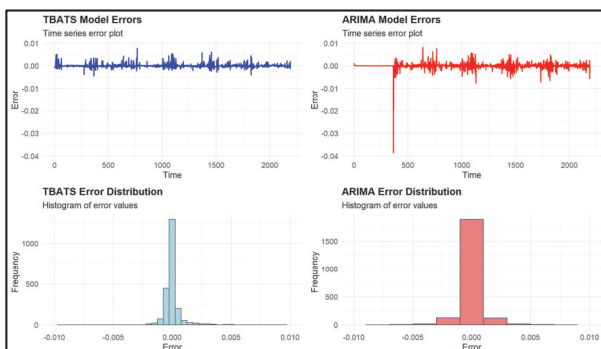 TBATS Model Errors
Time series error plot
0.01
0.00
-0.01
-0.02
-0.03
-0.04
Error
0
500
1000
1500
2000
Time
ARIMA Model Errors
Time series error plot
0.01
0.00
-0.01
-0.02
-0.03
-0.04
Error
0
500
1000
1500
2000
Time
TBATS Error Distribution
Histogram of error values
1000
500
0
Frequency
-0.010
-0.005
0.000
0.005
0.010
Error
ARIMA Error Distribution
Histogram of error values
1500
1000
500
0
Frequency
-0.010
-0.005
0.000
0.005
0.010
Error